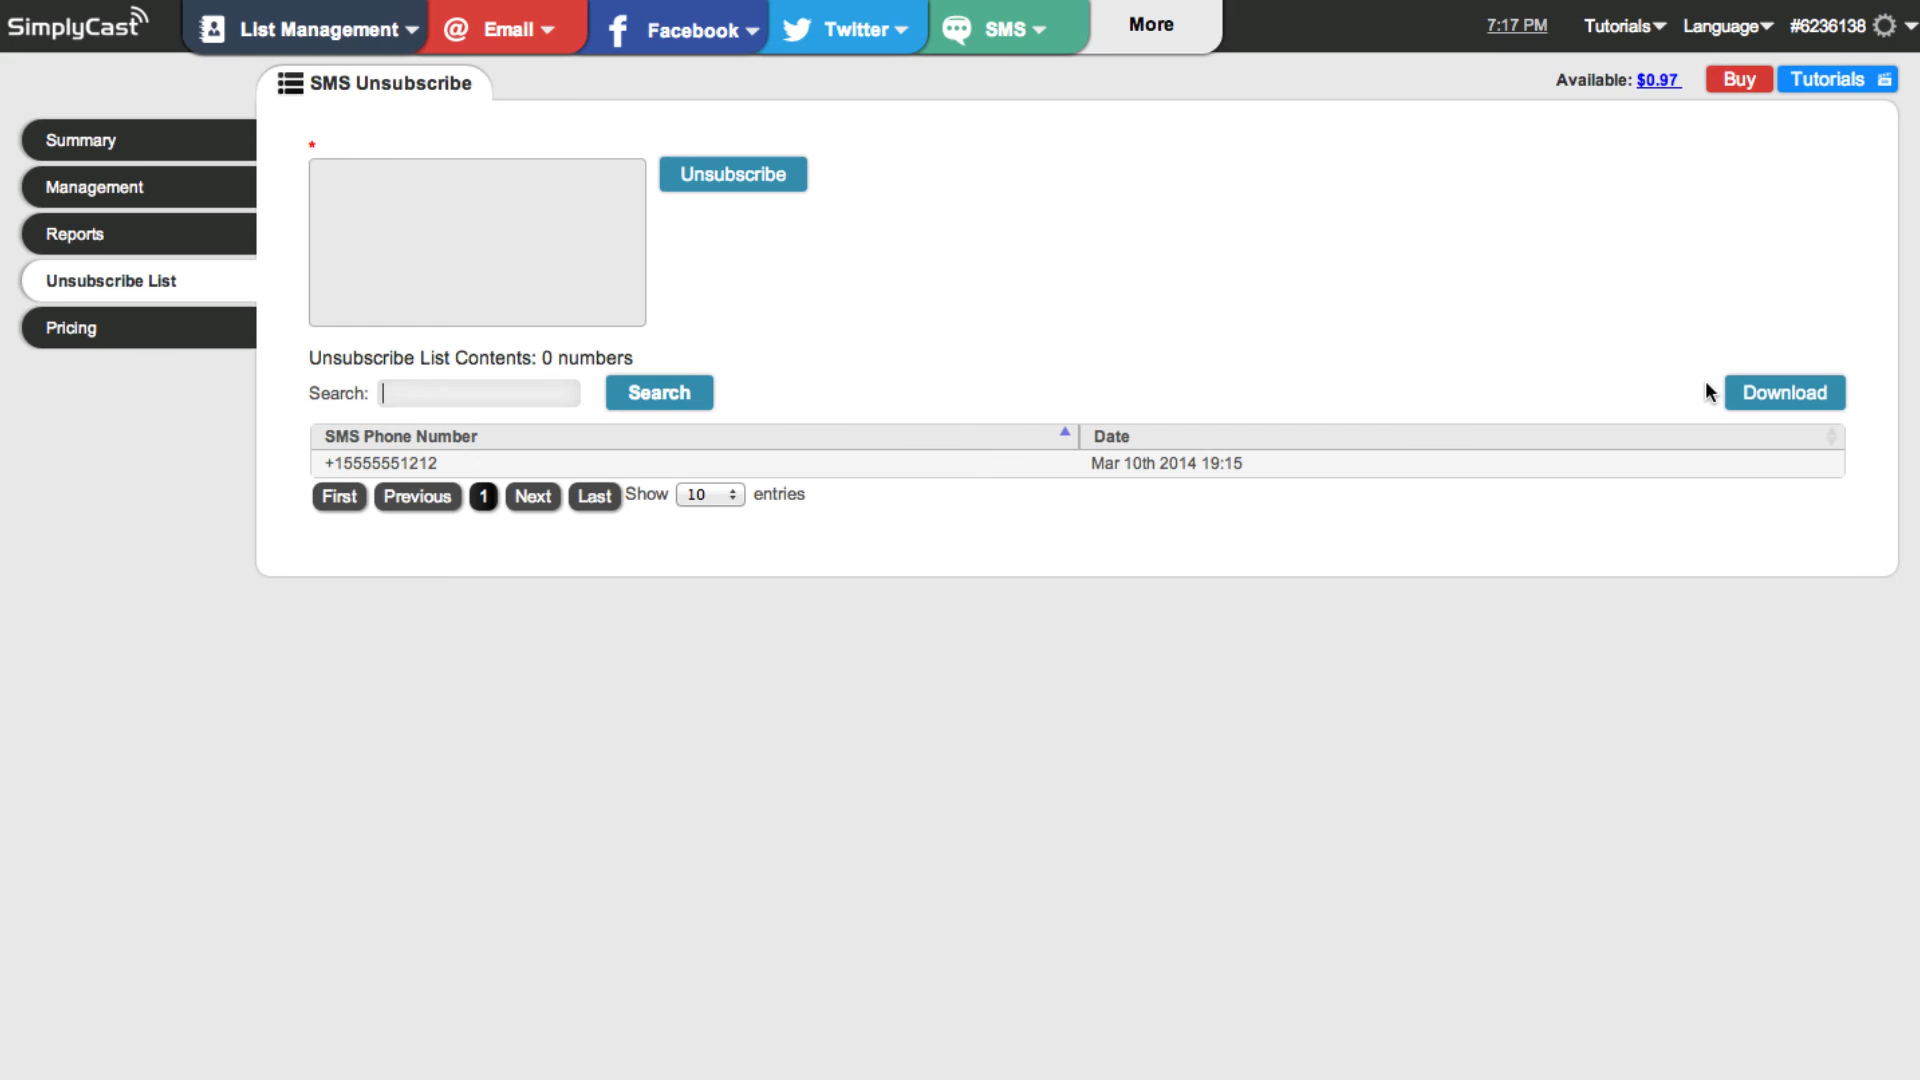 SimplyCast List Management Email Facebook Twitter SMS More 7:17 PM Tutorials Language #6236138
SMS Unsubscribe Available: $0.97 Buy Tutorials
Summary
Management
Reports
Unsubscribe List
Pricing
*
Unsubscribe
Unsubscribe List Contents: 0 numbers
Search: Search Download
SMS Phone Number Date
+15555551212 Mar 10th 2014 19:15
First Previous 1 Next Last Show 10 entries